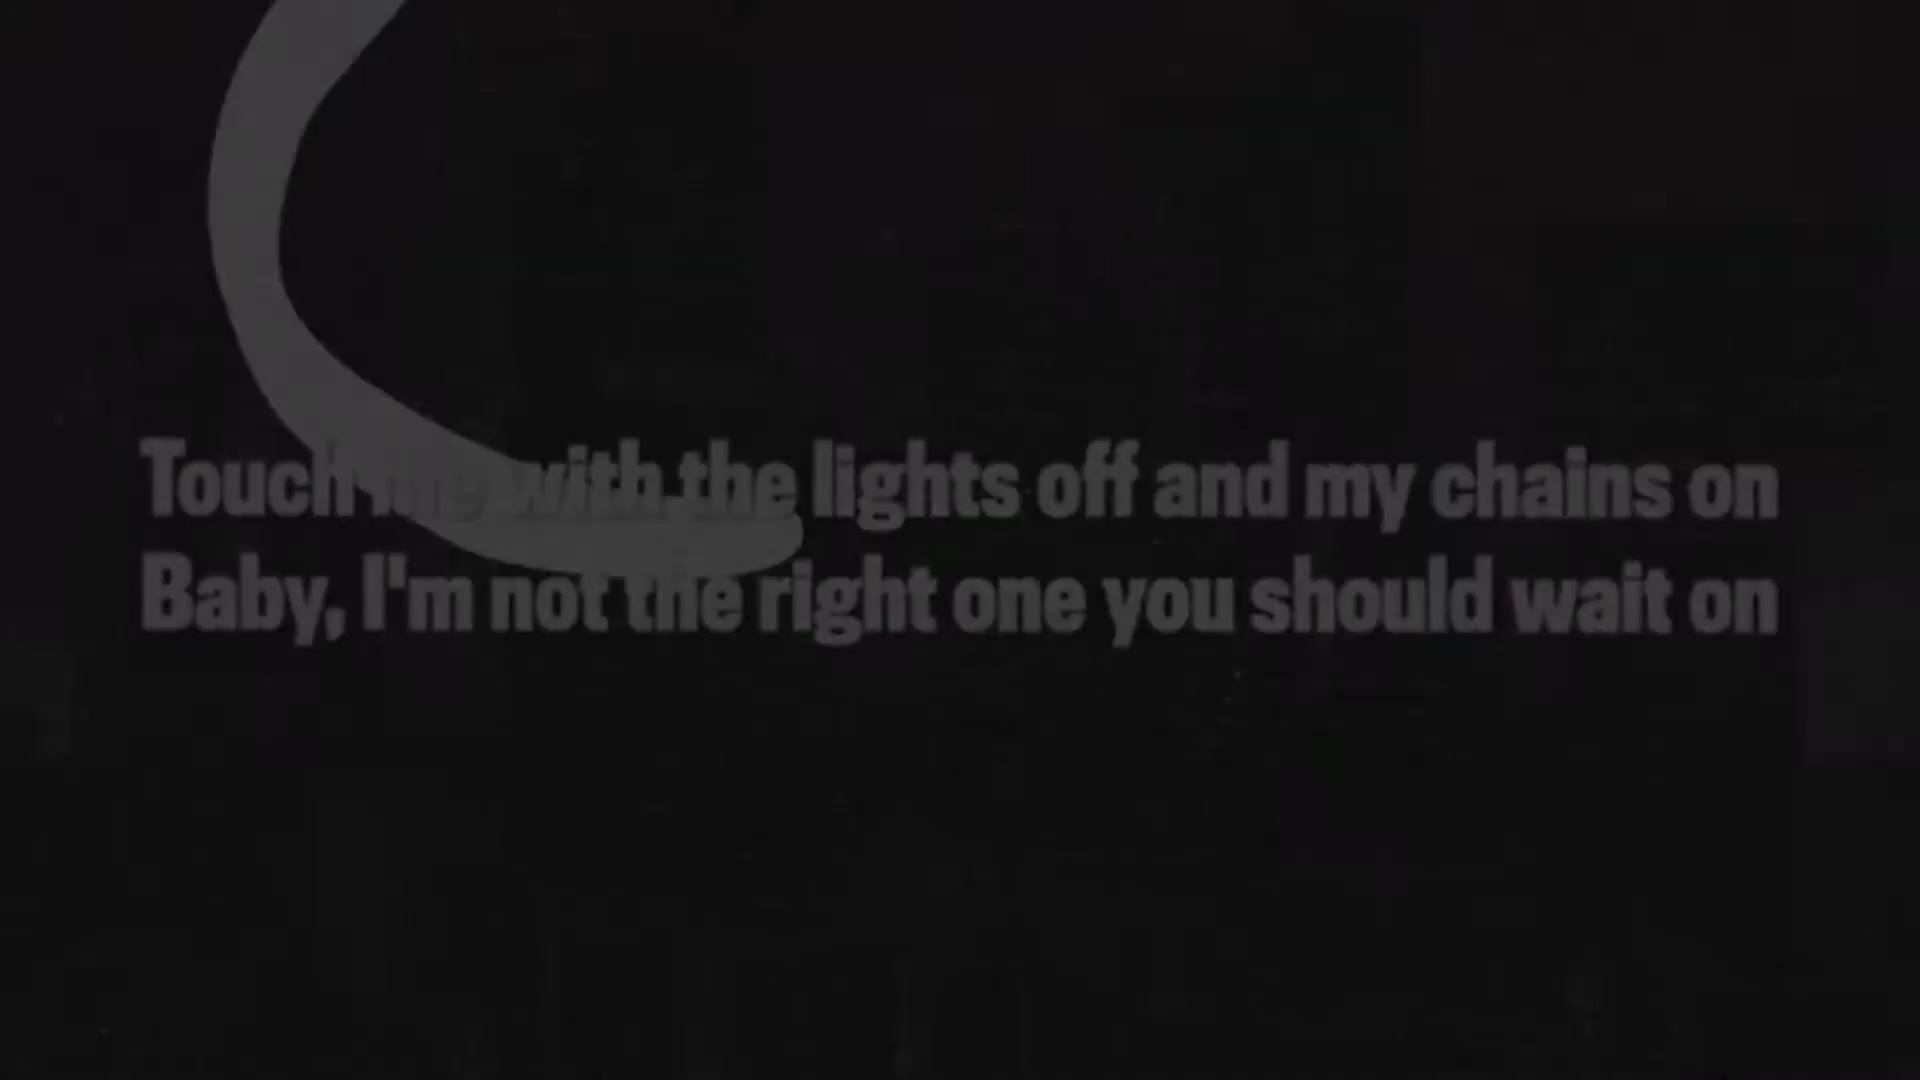 Touch me with the lights off and my chains on
Baby, I'm not the right one you should wait on